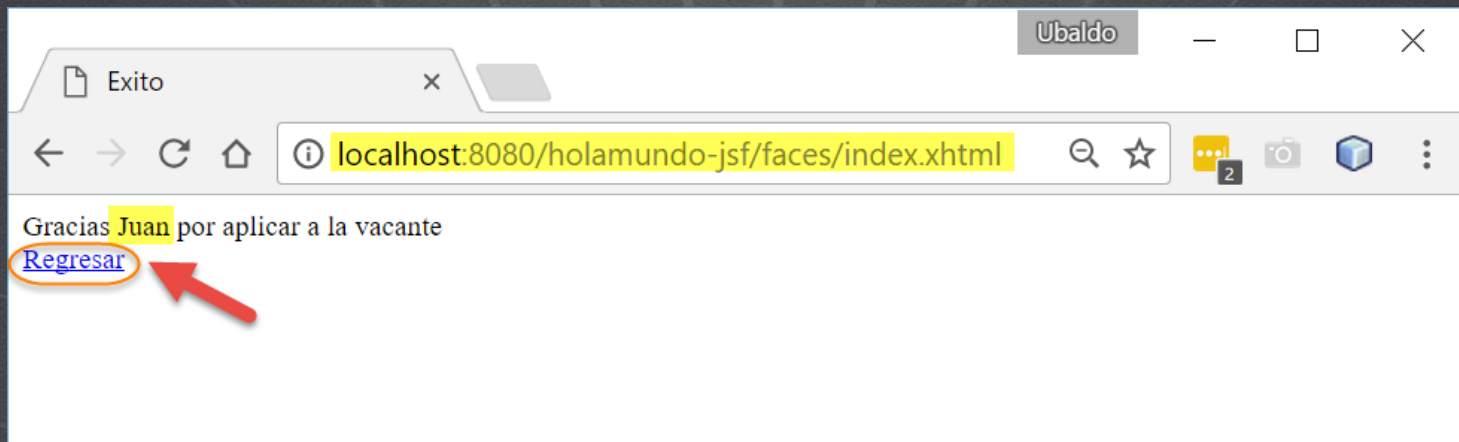 Ubaldo
Exito
localhost:8080/holamundo-jsf/faces/index.xhtml
2
Gracias Juan por aplicar a la vacante
Regresar